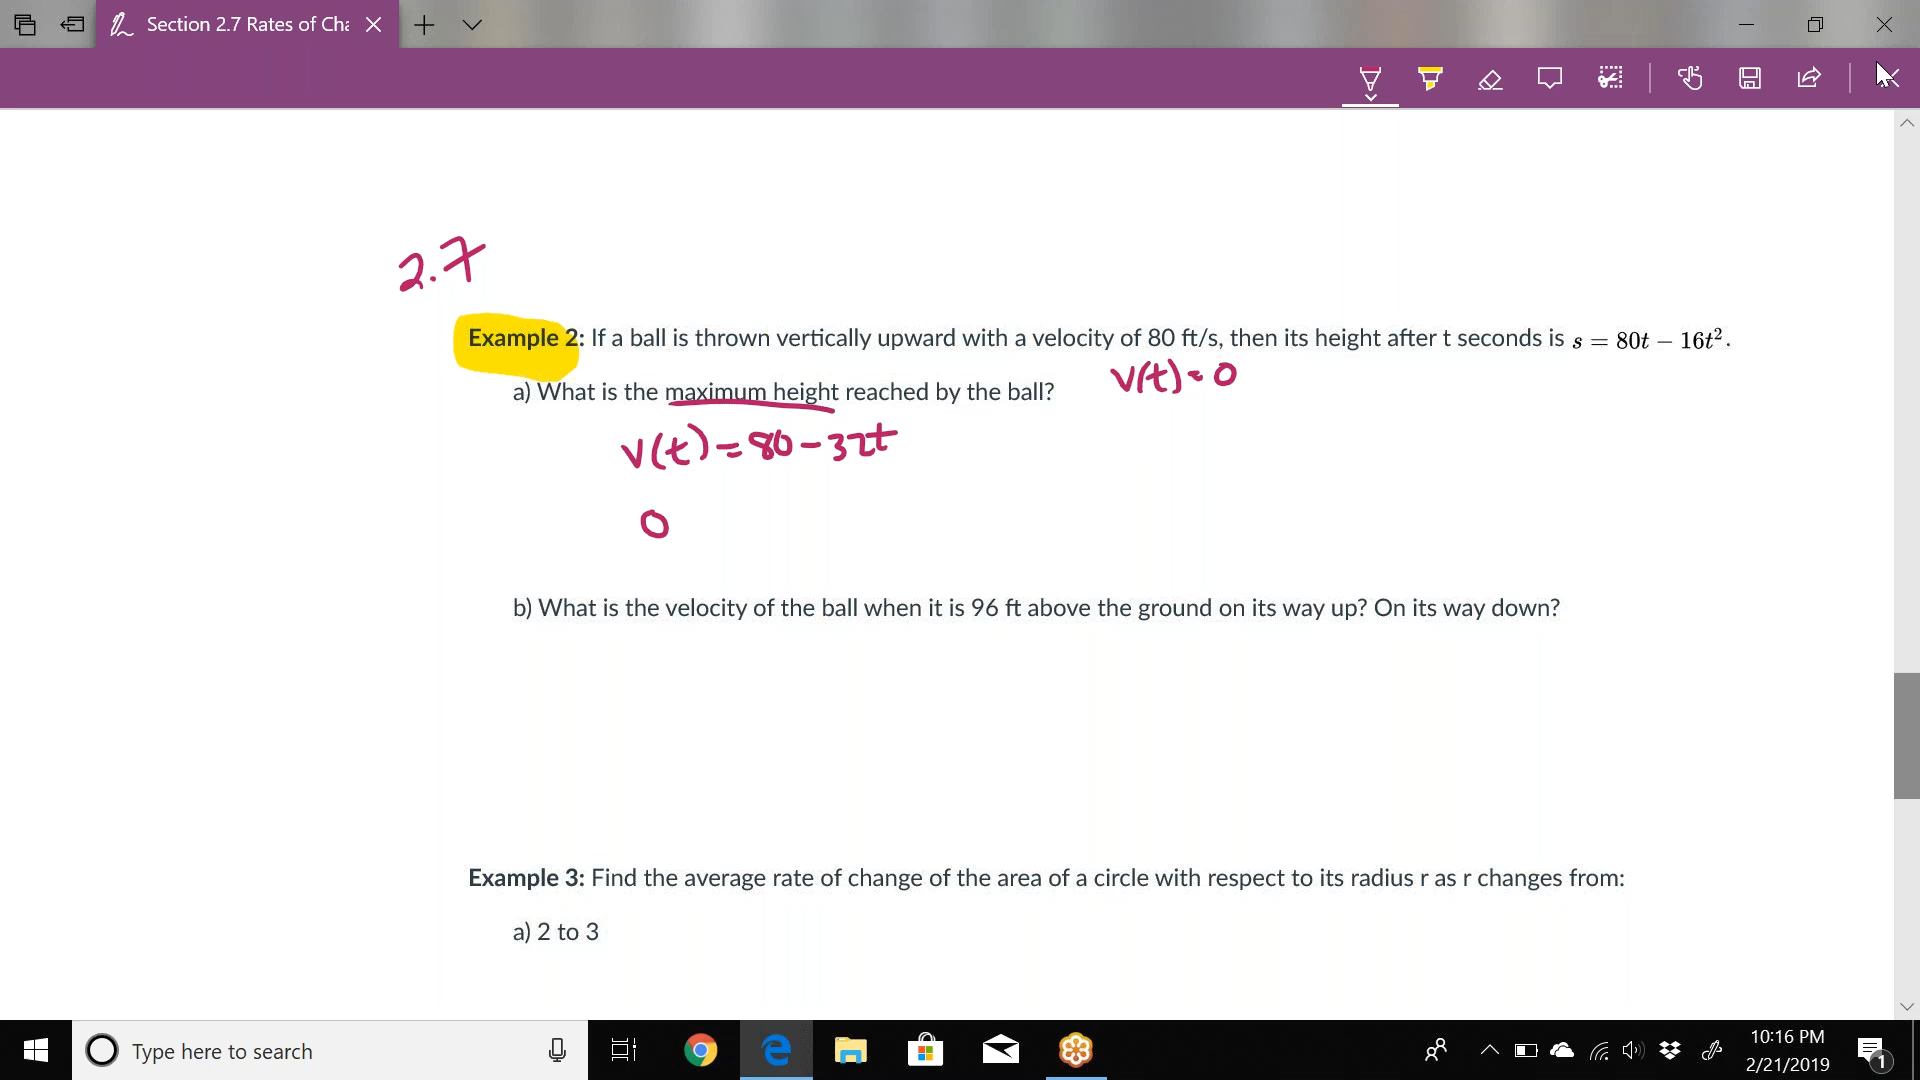 Section 2.7 Rates of Cha
2.7
Example 2: If a ball is thrown vertically upward with a velocity of 80 ft/s, then its height after t seconds is s = 80t − 16t².
v(t) = 0
a) What is the maximum height reached by the ball?
v(t) = 80 − 32t
0
b) What is the velocity of the ball when it is 96 ft above the ground on its way up? On its way down?
Example 3: Find the average rate of change of the area of a circle with respect to its radius r as r changes from:
a) 2 to 3
Type here to search
10:16 PM
2/21/2019
1